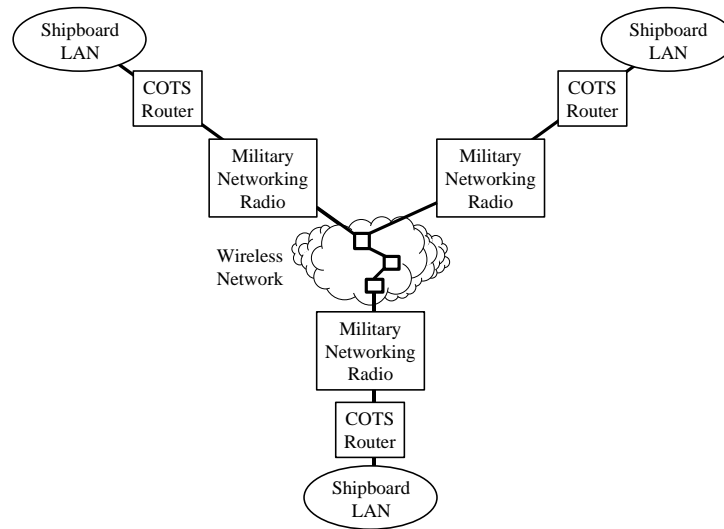 Shipboard
LAN
COTS
Router
Military
Networking
Radio
Shipboard
LAN
COTS
Router
Military
Networking
Radio
Wireless
Network
Military
Networking
Radio
COTS
Router
Shipboard
LAN